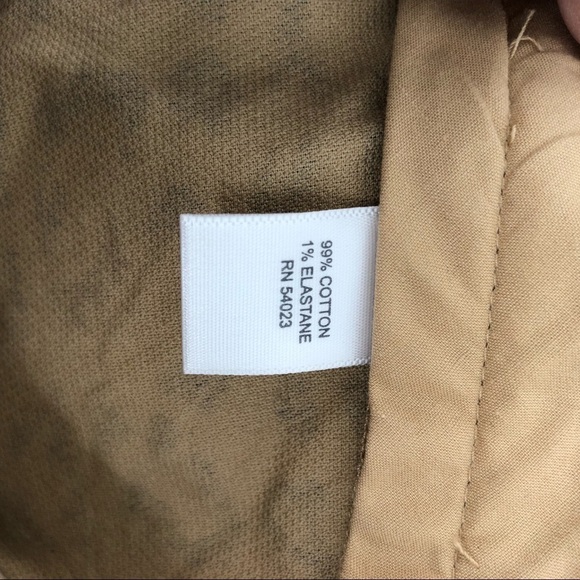 99% COTTON
1% ELASTANE
RN 54023